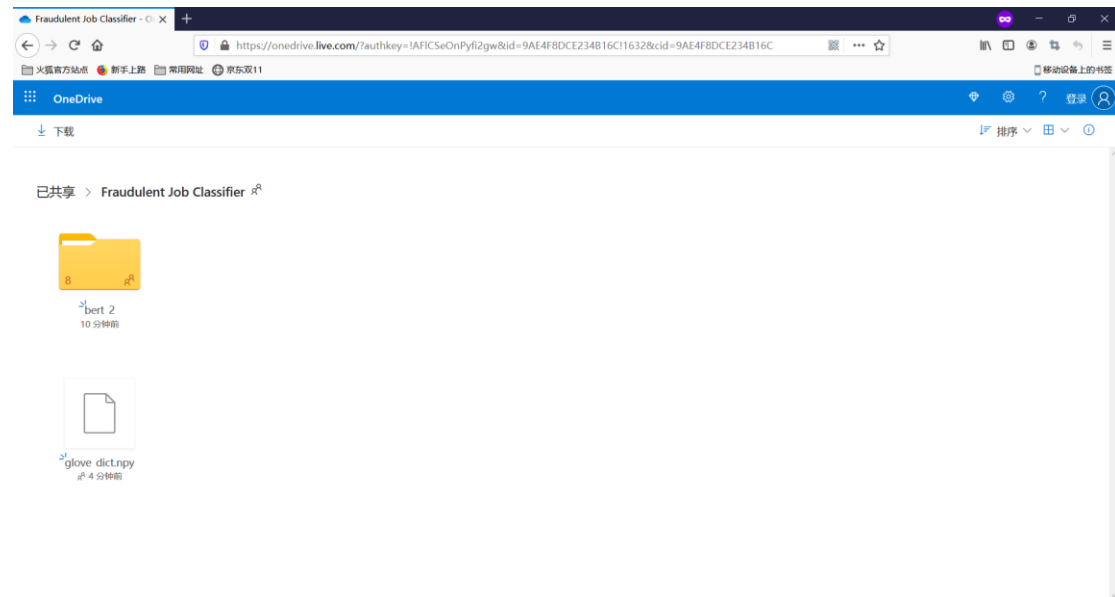 Fraudulent Job Classifier - O
https://onedrive.live.com/?authkey=!AFlCSeOnPyfi2gw&id=9AE4F8DCE234B16C!1632&cid=9AE4F8DCE234B16C
火狐官方站点 新手上路 常用网址 京东双11 移动设备上的书签
OneDrive 登录
下载 排序
已共享 > Fraudulent Job Classifier
8
bert 2
10 分钟前
glove dict.npy
4 分钟前